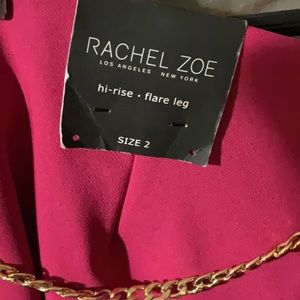 RACHEL ZOE
LOS ANGELES NEW YORK
hi-rise • flare leg
SIZE 2